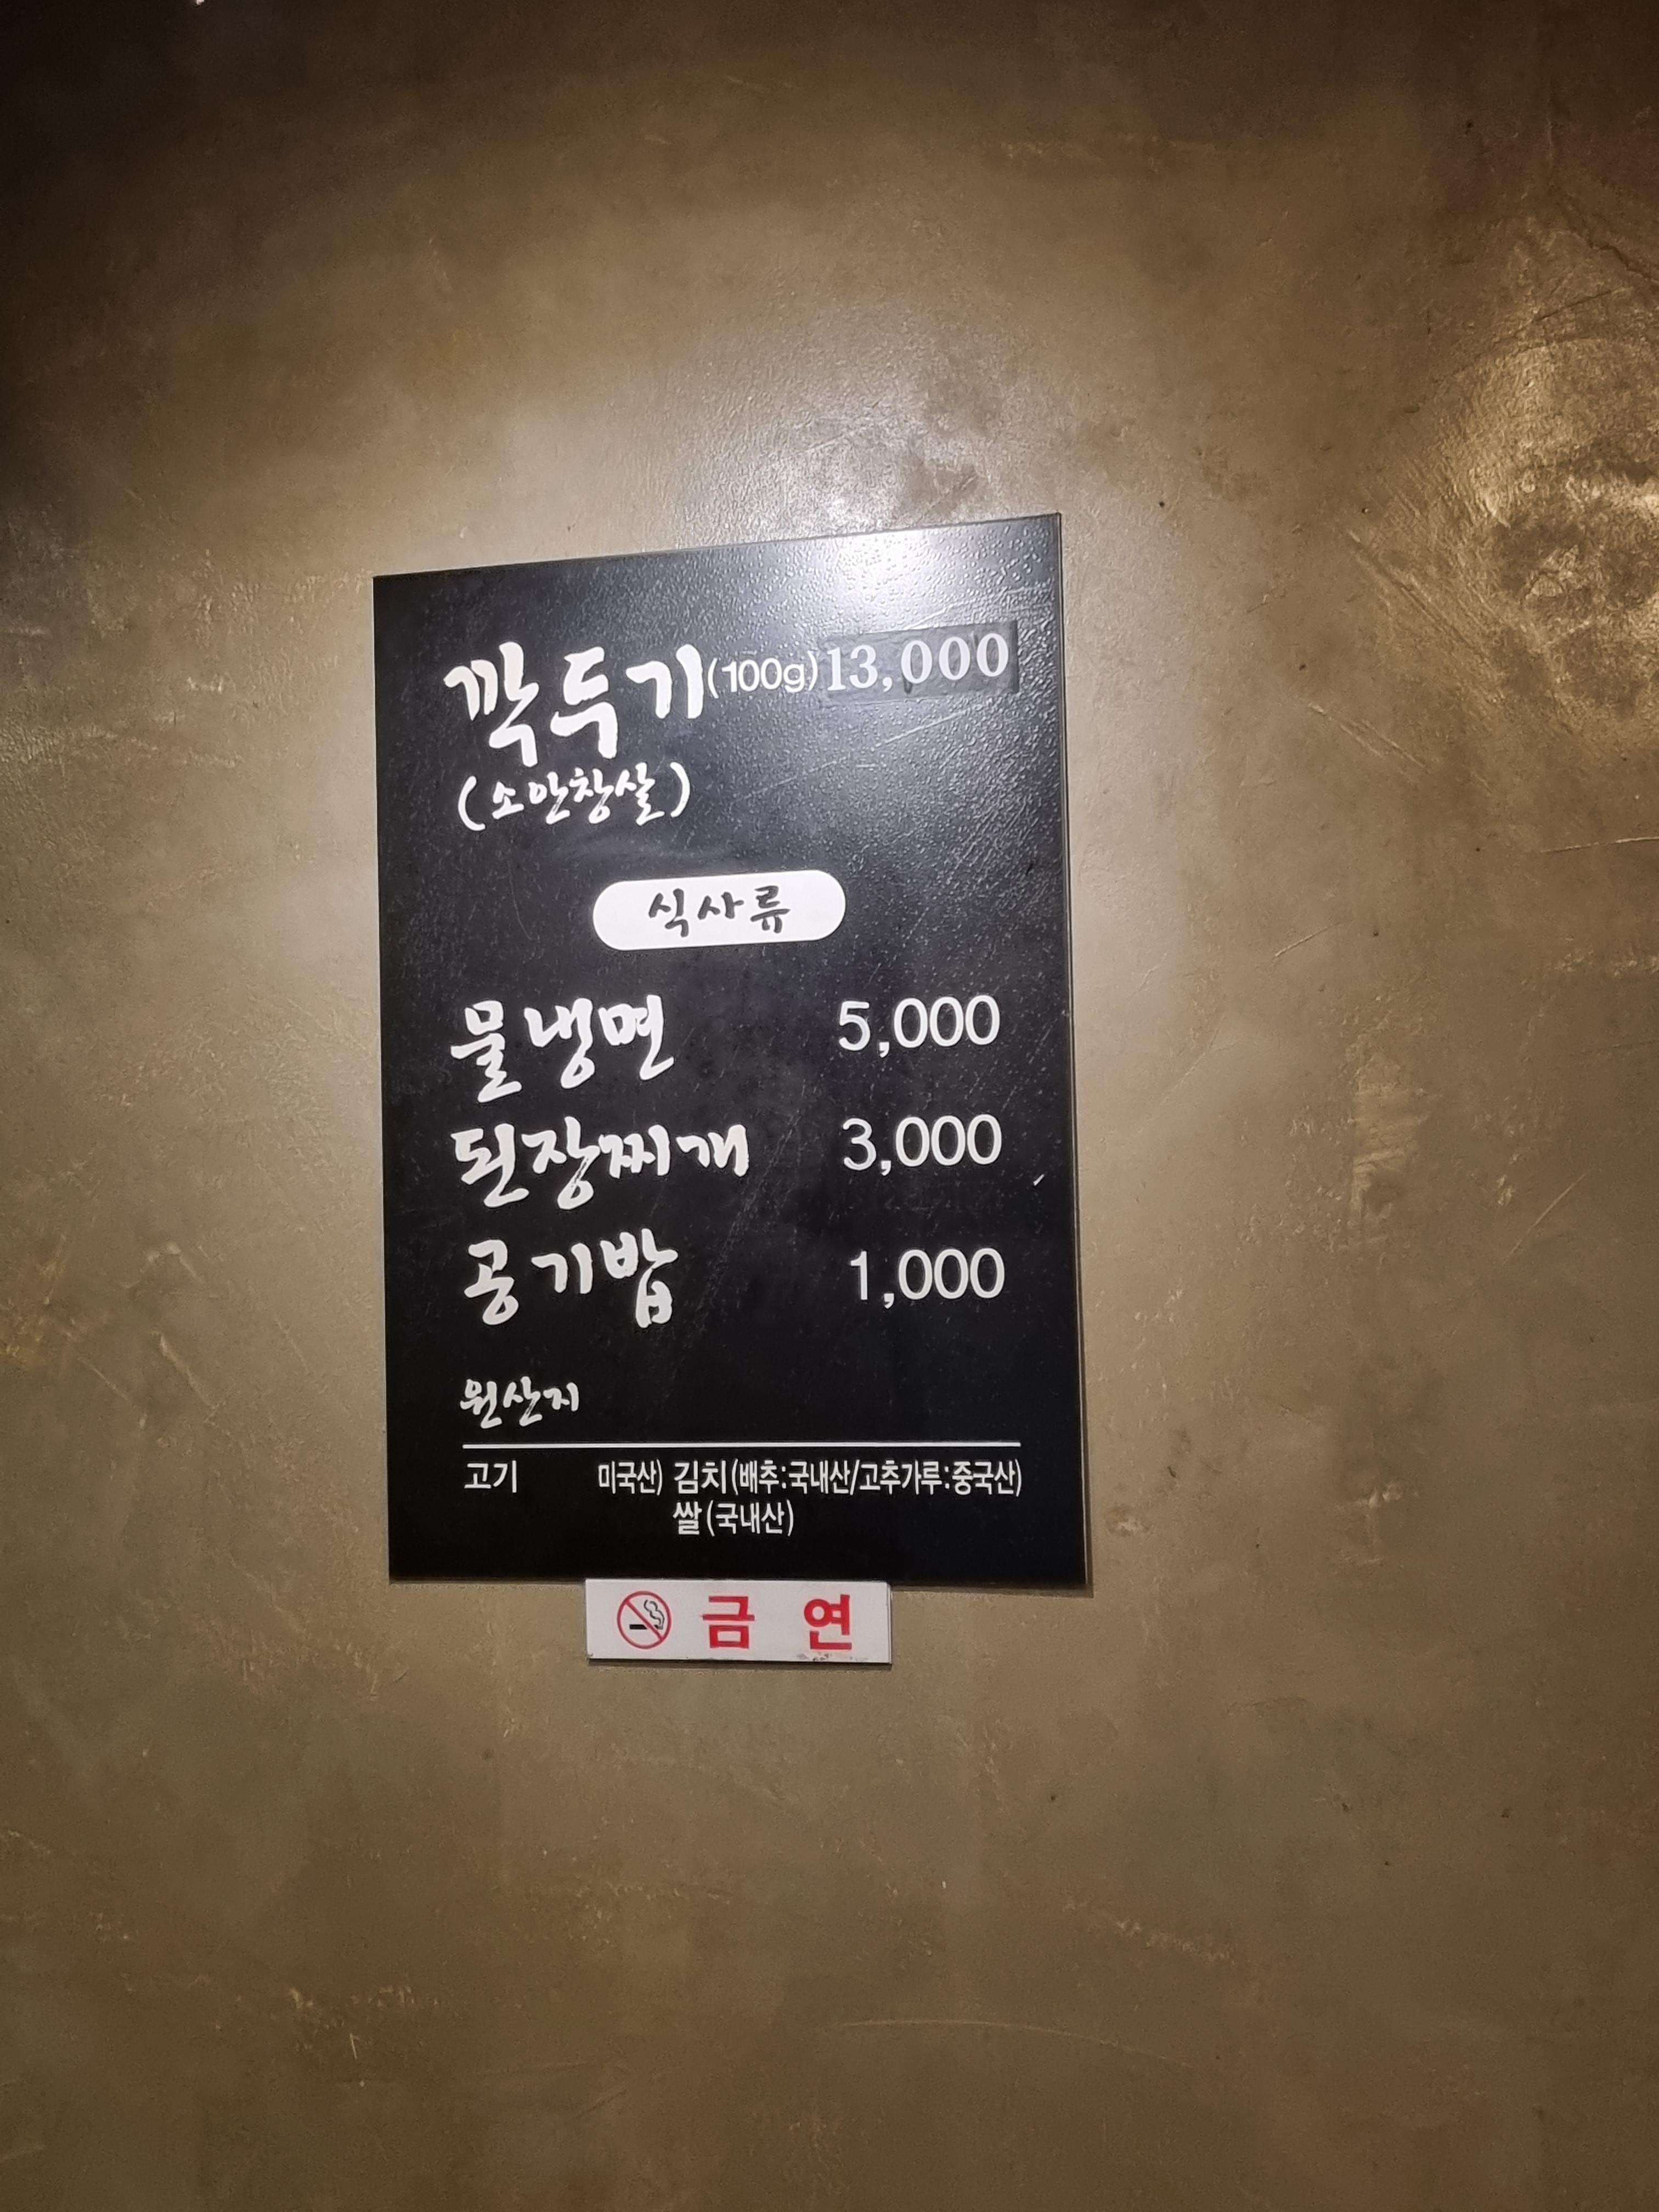 깍두기(100g)13,000
(소안창살)
식사류
물냉면 5,000
된장찌개 3,000
공기밥 1,000
원산지
고기 미국산) 김치(배추:국내산/고추가루:중국산)
쌀(국내산)
금 연